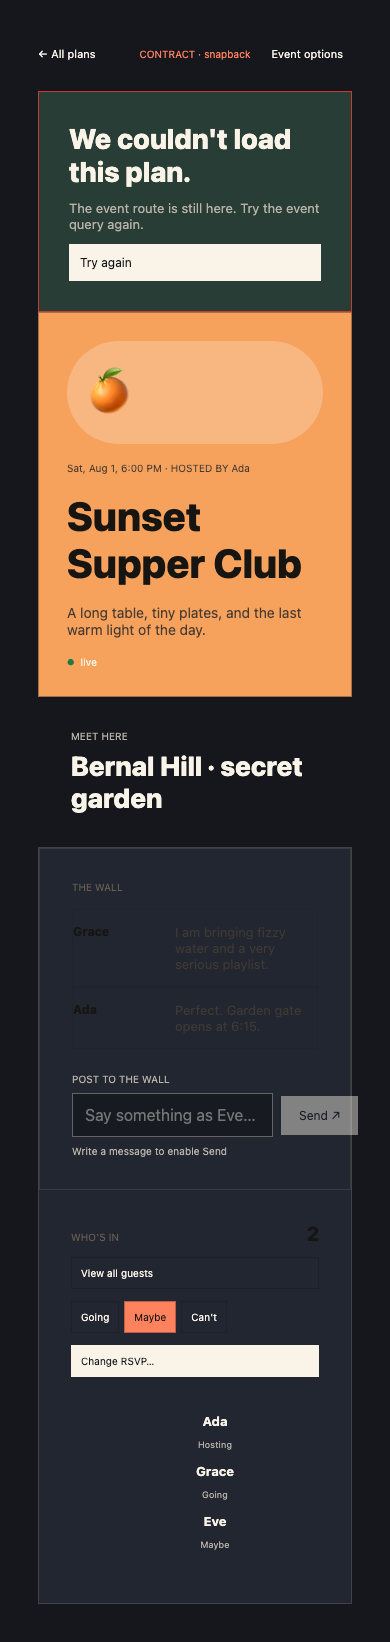 ← All plans
CONTRACT · snapback
Event options
We couldn't load
this plan.
The event route is still here. Try the event
query again.
Try again
Sat, Aug 1, 6:00 PM · HOSTED BY Ada
Sunset
Supper Club
A long table, tiny plates, and the last
warm light of the day.
live
MEET HERE
Bernal Hill · secret
garden
THE WALL
Grace
I am bringing fizzy
water and a very
serious playlist.
Ada
Perfect. Garden gate
opens at 6:15.
POST TO THE WALL
Say something as Eve...
Send ↗
Write a message to enable Send
WHO'S IN
2
View all guests
Going
Maybe
Can't
Change RSVP...
Ada
Hosting
Grace
Going
Eve
Maybe